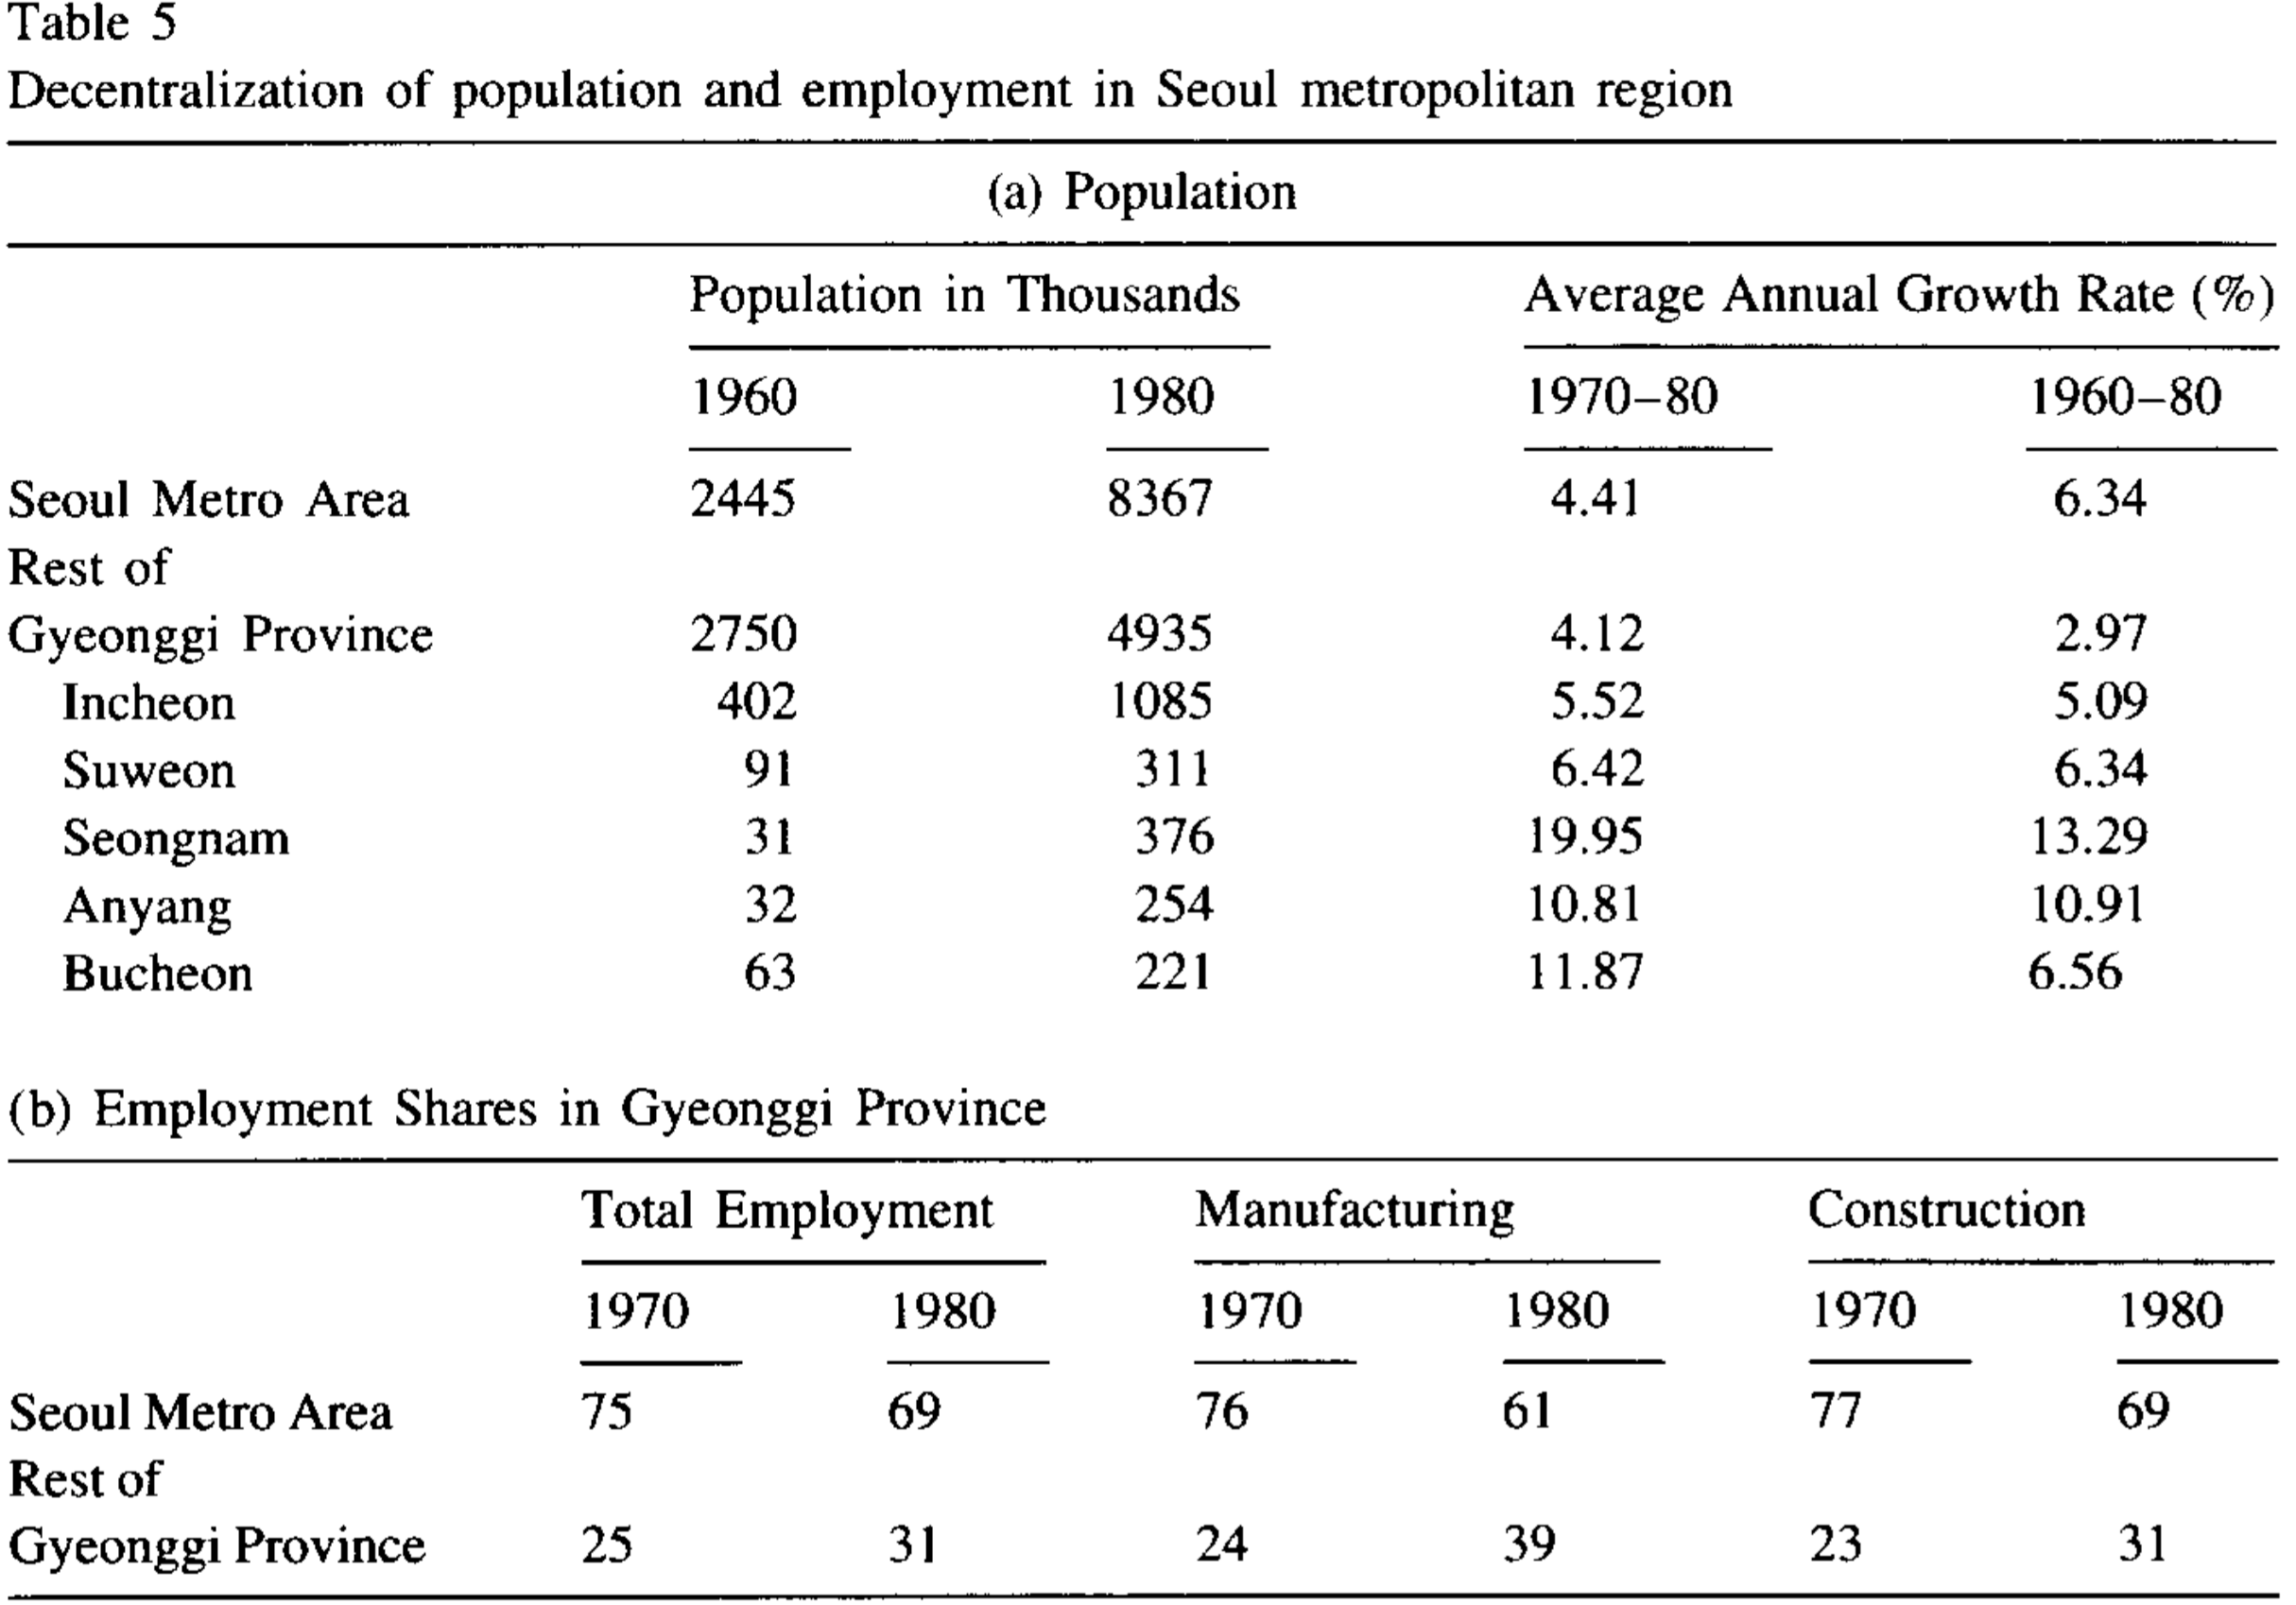 Table 5
Decentralization of population and employment in Seoul metropolitan region
(a) Population
Population in Thousands Average Annual Growth Rate (%)
1960 1980 1970–80 1960–80
Seoul Metro Area 2445 8367 4.41 6.34
Rest of
Gyeonggi Province 2750 4935 4.12 2.97
Incheon 402 1085 5.52 5.09
Suweon 91 311 6.42 6.34
Seongnam 31 376 19.95 13.29
Anyang 32 254 10.81 10.91
Bucheon 63 221 11.87 6.56
(b) Employment Shares in Gyeonggi Province
Total Employment Manufacturing Construction
1970 1980 1970 1980 1970 1980
Seoul Metro Area 75 69 76 61 77 69
Rest of
Gyeonggi Province 25 31 24 39 23 31